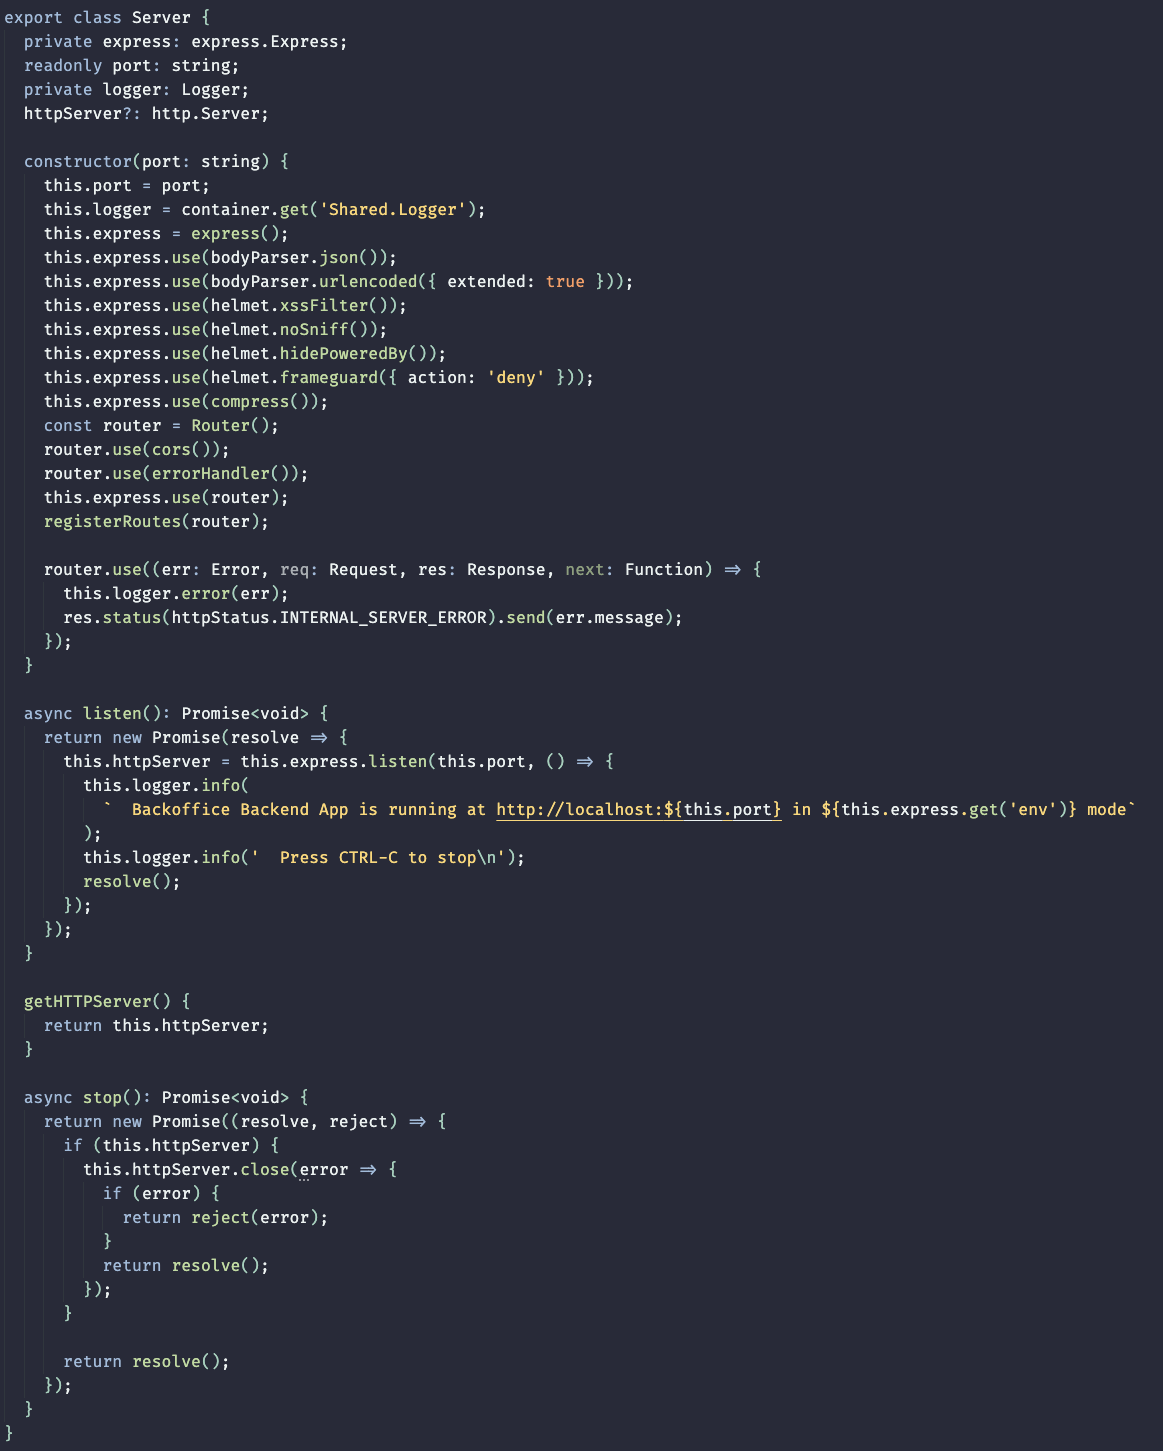 export class Server {
  private express: express.Express;
  readonly port: string;
  private logger: Logger;
  httpServer?: http.Server;

  constructor(port: string) {
    this.port = port;
    this.logger = container.get('Shared.Logger');
    this.express = express();
    this.express.use(bodyParser.json());
    this.express.use(bodyParser.urlencoded({ extended: true }));
    this.express.use(helmet.xssFilter());
    this.express.use(helmet.noSniff());
    this.express.use(helmet.hidePoweredBy());
    this.express.use(helmet.frameguard({ action: 'deny' }));
    this.express.use(compress());
    const router = Router();
    router.use(cors());
    router.use(errorHandler());
    this.express.use(router);
    registerRoutes(router);

    router.use((err: Error, req: Request, res: Response, next: Function) => {
      this.logger.error(err);
      res.status(httpStatus.INTERNAL_SERVER_ERROR).send(err.message);
    });
  }

  async listen(): Promise<void> {
    return new Promise(resolve => {
      this.httpServer = this.express.listen(this.port, () => {
        this.logger.info(
          `  Backoffice Backend App is running at http://localhost:${this.port} in ${this.express.get('env')} mode`
        );
        this.logger.info('  Press CTRL-C to stop\n');
        resolve();
      });
    });
  }

  getHTTPServer() {
    return this.httpServer;
  }

  async stop(): Promise<void> {
    return new Promise((resolve, reject) => {
      if (this.httpServer) {
        this.httpServer.close(error => {
          if (error) {
            return reject(error);
          }
          return resolve();
        });
      }

      return resolve();
    });
  }
}